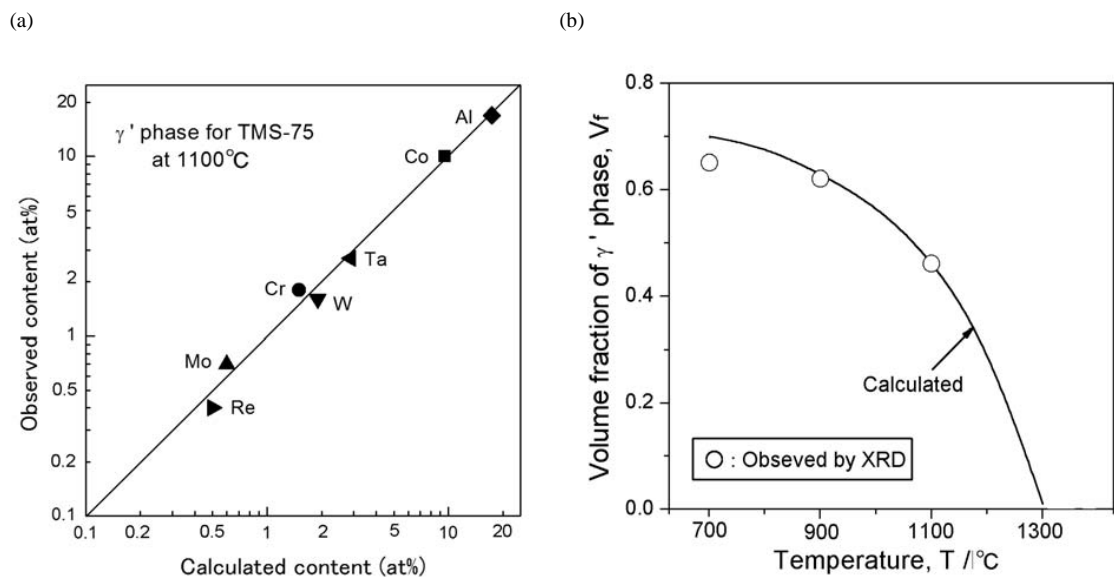 (a)
(b)
γ' phase for TMS-75
at 1100℃
Al
Co
Ta
Cr
W
Mo
Re
20
10
5
2
1
0.5
0.2
0.1
0.1 0.2 0.5 1 2 5 10 20
Observed content (at%)
Calculated content (at%)
0.8
0.6
0.4
0.2
0.0
Volume fraction of γ' phase, Vf
Calculated
○ : Obseved by XRD
700 900 1100 1300
Temperature, T /℃